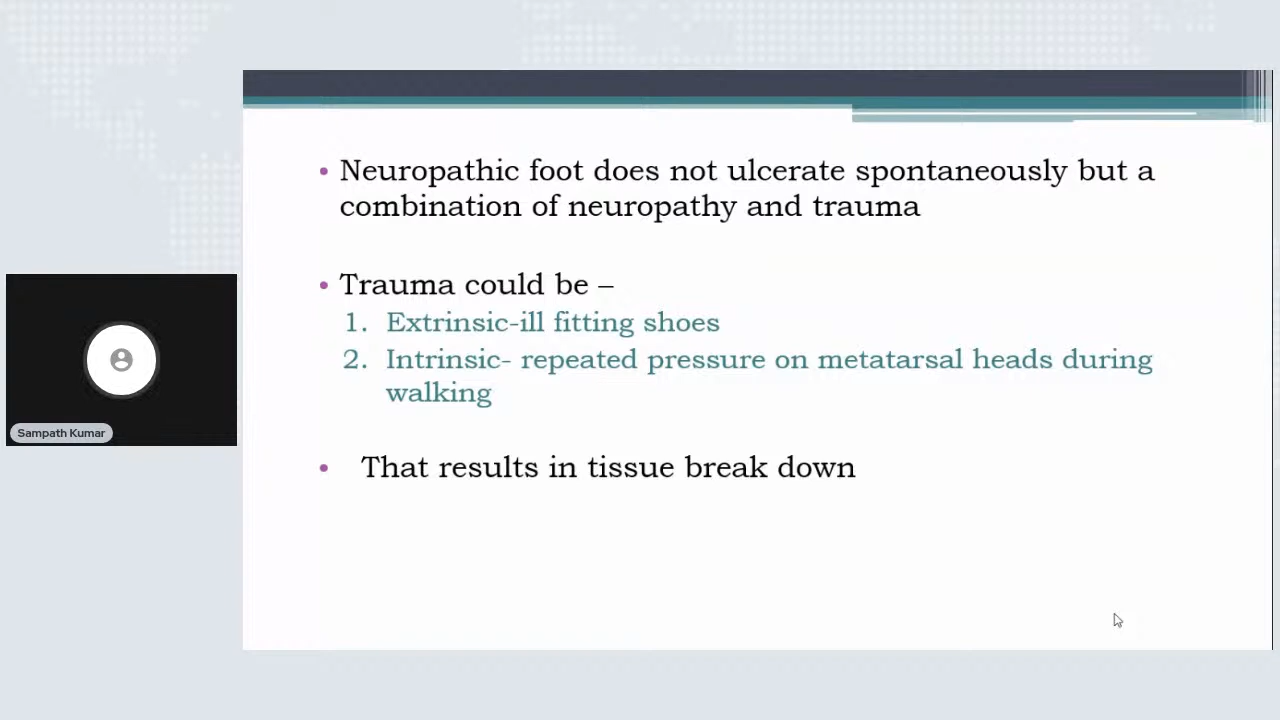 • Neuropathic foot does not ulcerate spontaneously but a
combination of neuropathy and trauma
• Trauma could be –
1. Extrinsic-ill fitting shoes
2. Intrinsic- repeated pressure on metatarsal heads during
walking
• That results in tissue break down
Sampath Kumar